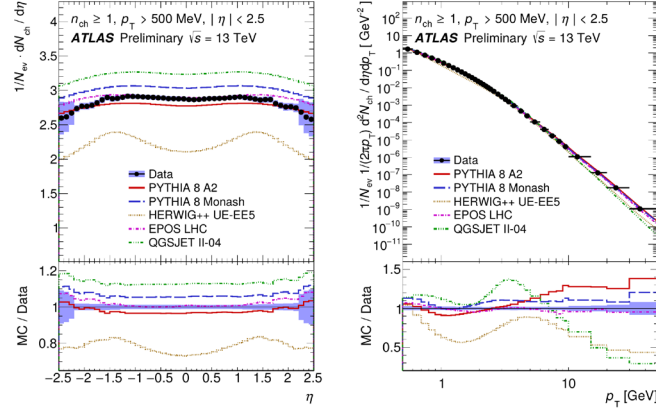 n_ch ≥ 1, p_T > 500 MeV, | η | < 2.5
ATLAS Preliminary √s = 13 TeV
1/N_ev · dN_ch / dη
4
3.5
3
2.5
2
1.5
1
Data
PYTHIA 8 A2
PYTHIA 8 Monash
HERWIG++ UE-EE5
EPOS LHC
QGSJET II-04
MC / Data
1.2
1
0.8
-2.5 −2 −1.5 −1 −0.5 0 0.5 1 1.5 2 2.5
η
n_ch ≥ 1, p_T > 500 MeV, | η | < 2.5
ATLAS Preliminary √s = 13 TeV
1/N_ev 1/(2πp_T) d²N_ch / dηdp_T [ GeV⁻² ]
10
1
10⁻¹
10⁻²
10⁻³
10⁻⁴
10⁻⁵
10⁻⁶
10⁻⁷
10⁻⁸
10⁻⁹
10⁻¹⁰
10⁻¹¹
Data
PYTHIA 8 A2
PYTHIA 8 Monash
HERWIG++ UE-EE5
EPOS LHC
QGSJET II-04
MC / Data
1.5
1
0.5
1 10
p_T [GeV]